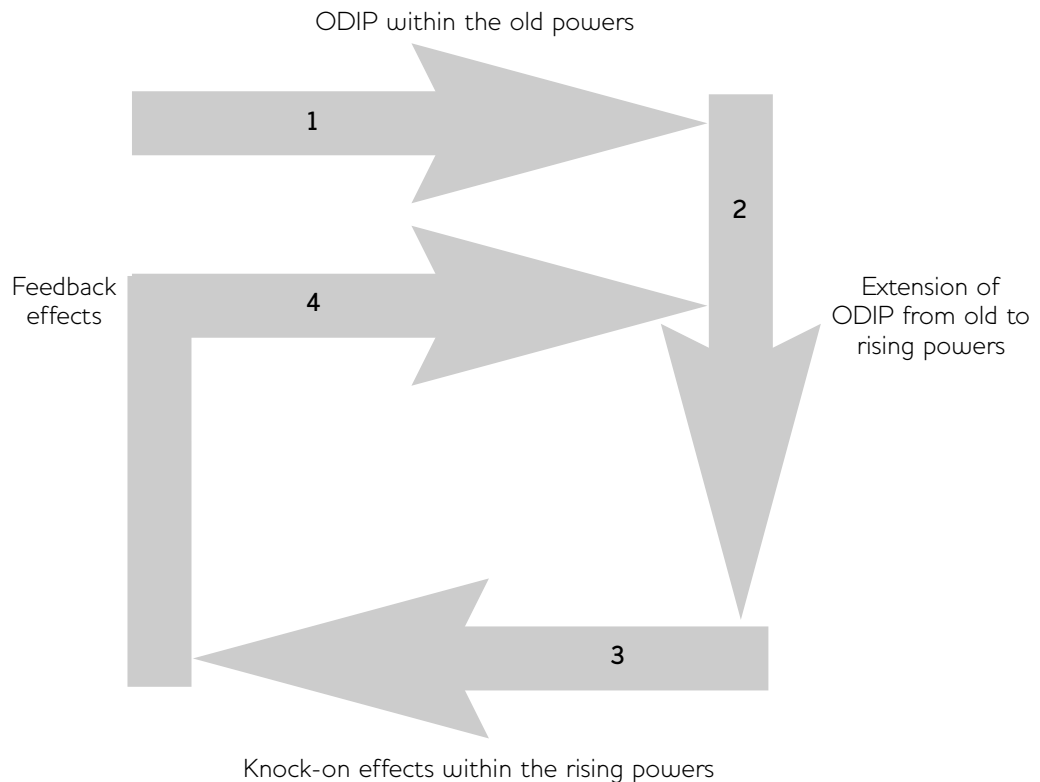 ODIP within the old powers
1
2
Feedback
effects
4
Extension of
ODIP from old to
rising powers
3
Knock-on effects within the rising powers